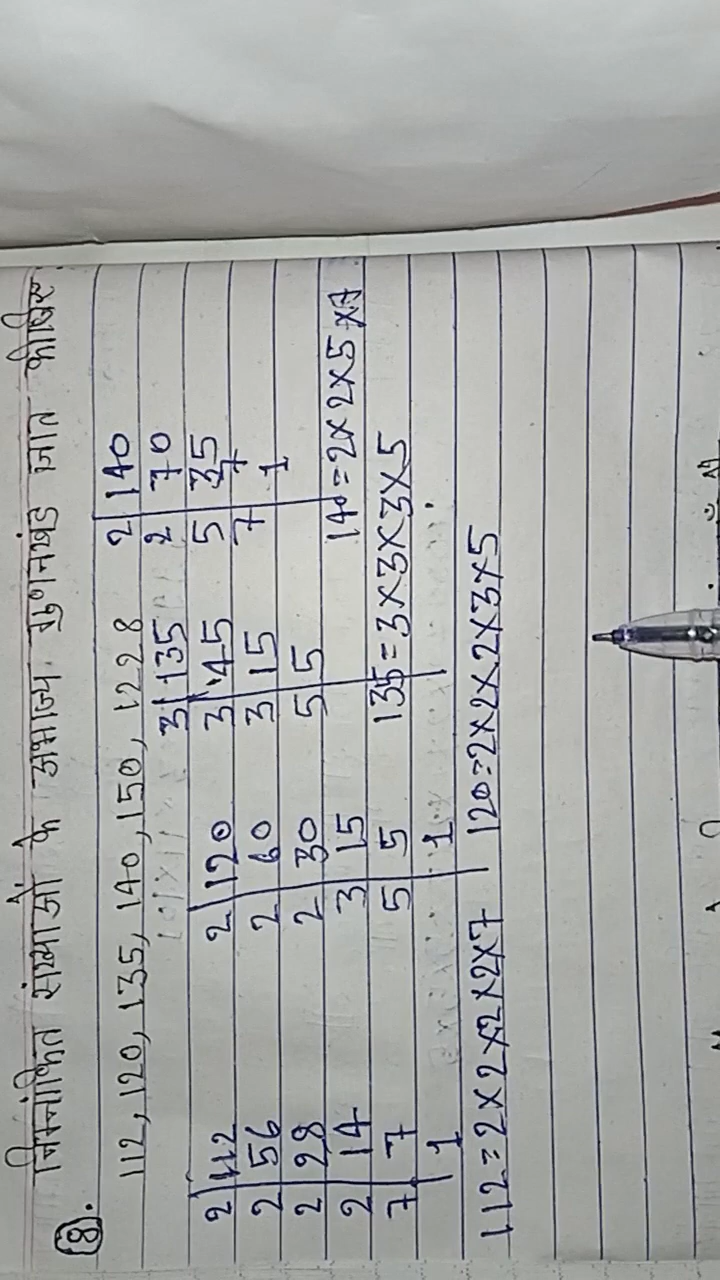 (8). निम्नांकित संख्याओं के अभाज्य गुणनखंड ज्ञात कीजिए
112, 120, 135, 140, 150, 1228
2 | 112
2 | 56
2 | 28
2 | 14
7 | 7
1
112 = 2 × 2 × 2 × 2 × 7
2 | 120
2 | 60
2 | 30
3 | 15
5 | 5
1
120 = 2 × 2 × 2 × 3 × 5
3 | 135
3 | 45
3 | 15
5 | 5
135 = 3 × 3 × 3 × 5
2 | 140
2 | 70
5 | 35
7 | 7
1
140 = 2 × 2 × 5 × 7